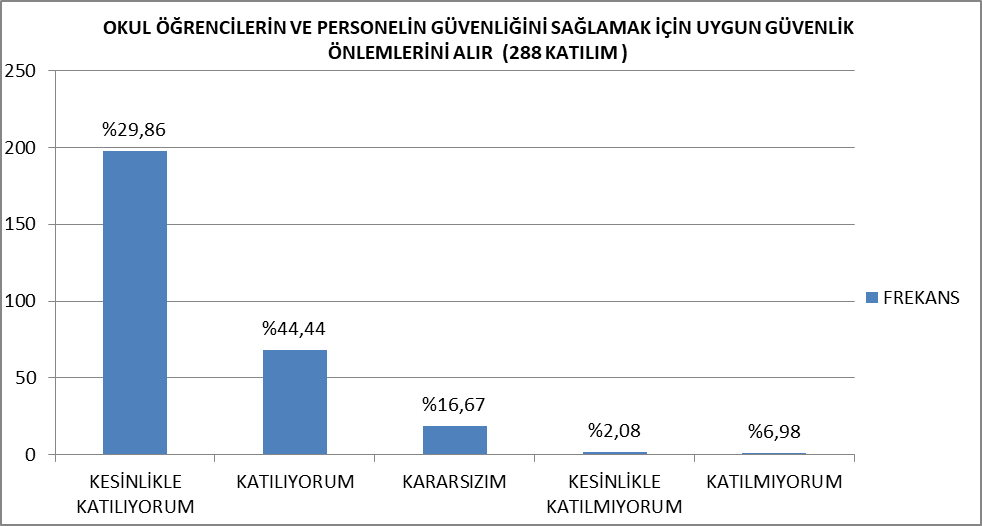 OKUL ÖĞRENCİLERİN VE PERSONELİN GÜVENLİĞİNİ SAĞLAMAK İÇİN UYGUN GÜVENLİK
ÖNLEMLERİNİ ALIR (288 KATILIM )
250
200
150
100
50
0
%29,86
%44,44
%16,67
%2,08
%6,98
KESİNLİKLE
KATILIYORUM
KATILIYORUM
KARARSIZIM
KESİNLİKLE
KATILMIYORUM
KATILMIYORUM
FREKANS